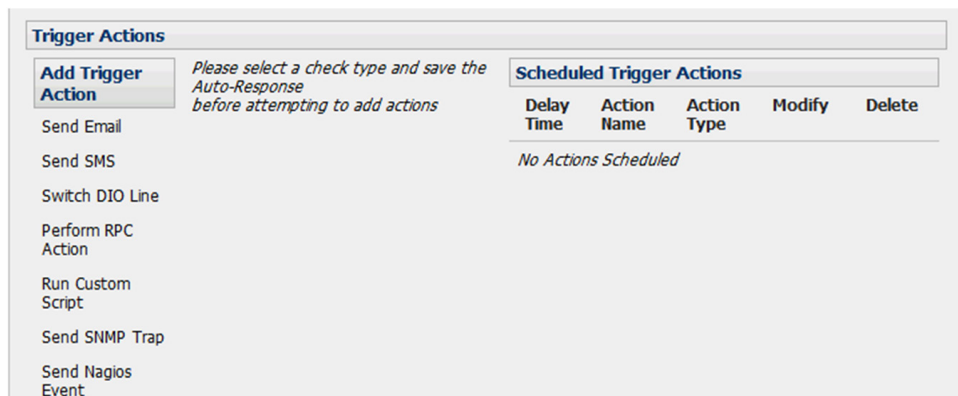 Trigger Actions
Add Trigger
Action
Please select a check type and save the
Auto-Response
before attempting to add actions
Send Email
Send SMS
Switch DIO Line
Perform RPC
Action
Run Custom
Script
Send SNMP Trap
Send Nagios
Event
Scheduled Trigger Actions
Delay Time
Action Name
Action Type
Modify
Delete
No Actions Scheduled